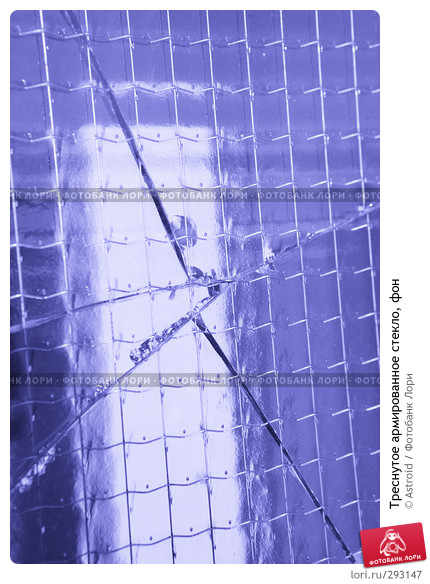 ФОТОБАНК ЛОРИ · ФОТОБАНК ЛОРИ · ФОТОБАНК ЛОРИ · ФОТОБАНК ЛОРИ
ФОТОБАНК ЛОРИ · ФОТОБАНК ЛОРИ · ФОТОБАНК ЛОРИ · ФОТОБАНК ЛОРИ
Треснутое армированное стекло, фон
© Astroid / Фотобанк Лори
ФОТОБАНК ЛОРИ
lori.ru/293147